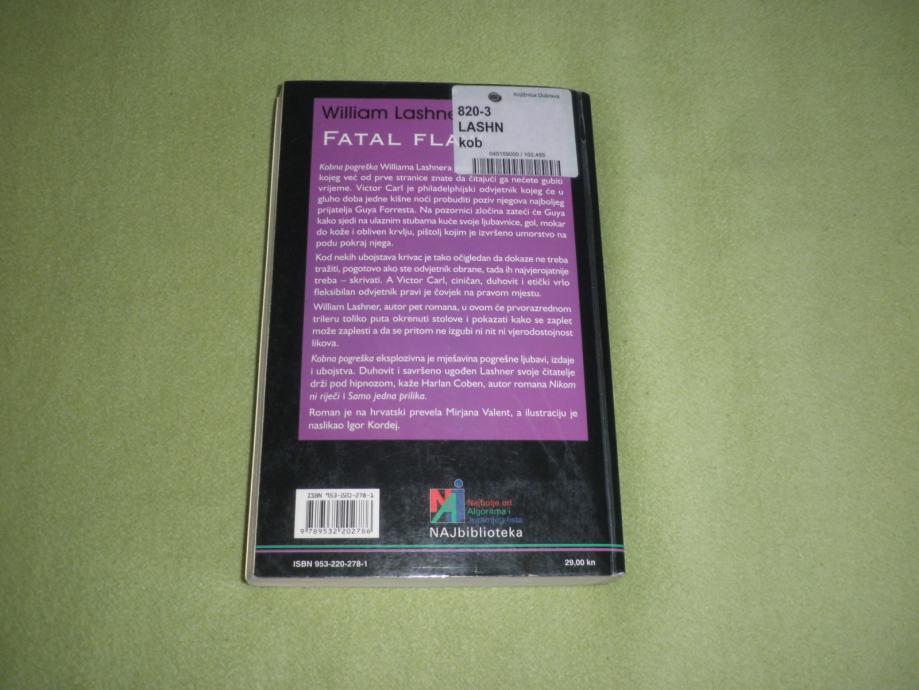 Knjižnica Dubrava
820-3
LASHN
kob
040159000 / 103.455
William Lashne
FATAL FLA
Kobna pogreška Williama Lashnera
kojeg već od prve stranice znate da čitajući ga nećete gubiti
vrijeme. Victor Carl je philadelphijski odvjetnik kojeg će u
gluho doba jedne kišne noći probuditi poziv njegova najboljeg
prijatelja Guya Forresta. Na pozornici zločina zateći će Guya
kako sjedi na ulaznim stubama kuće svoje ljubavnice, gol, mokar
do kože i obliven krvlju, pištolj kojim je izvršeno umorstvo na
podu pokraj njega.
Kod nekih ubojstava krivac je tako očigledan da dokaze ne treba
tražiti, pogotovo ako ste odvjetnik obrane, tada ih najvjerojatnije
treba – skrivati. A Victor Carl, ciničan, duhovit i etički vrlo
fleksibilan odvjetnik pravi je čovjek na pravom mjestu.
William Lashner, autor pet romana, u ovom će prvorazrednom
trileru toliko puta okrenuti stolove i pokazati kako se zaplet
može zaplesti a da se pritom ne izgubi ni nit ni vjerodostojnost
likova.
Kobna pogreška eksplozivna je mješavina pogrešne ljubavi, izdaje
i ubojstva. Duhovit i savršeno ugođen Lashner svoje čitatelje
drži pod hipnozom, kaže Harlan Coben, autor romana Nikom
ni riječi i Samo jedna prilika.
Roman je na hrvatski prevela Mirjana Valent, a ilustraciju je
naslikao Igor Kordej.
ISBN 953-220-278-1
9 789532 202786
NAJ
Najbolje od
Algoritma i
Jutarnjeg lista
NAJbiblioteka
ISBN 953-220-278-1
29,00 kn